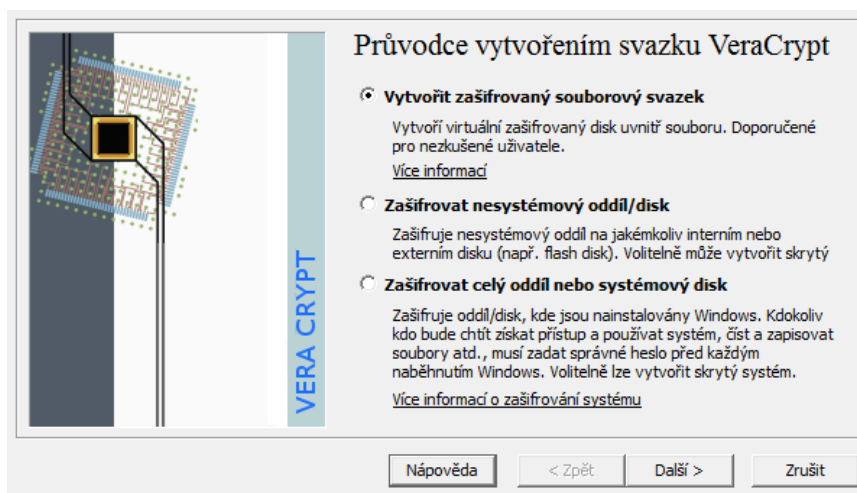 Průvodce vytvořením svazku VeraCrypt
Vytvořit zašifrovaný souborový svazek
Vytvoří virtuální zašifrovaný disk uvnitř souboru. Doporučené
pro nezkušené uživatele.
Více informací
Zašifrovat nesystémový oddíl/disk
Zašifruje nesystémový oddíl na jakémkoliv interním nebo
externím disku (např. flash disk). Volitelně může vytvořit skrytý
Zašifrovat celý oddíl nebo systémový disk
Zašifruje oddíl/disk, kde jsou nainstalovány Windows. Kdokoliv
kdo bude chtít získat přístup a používat systém, číst a zapisovat
soubory atd., musí zadat správné heslo před každým
naběhnutím Windows. Volitelně lze vytvořit skrytý systém.
Více informací o zašifrování systému
VERA CRYPT
Nápověda
< Zpět
Další >
Zrušit